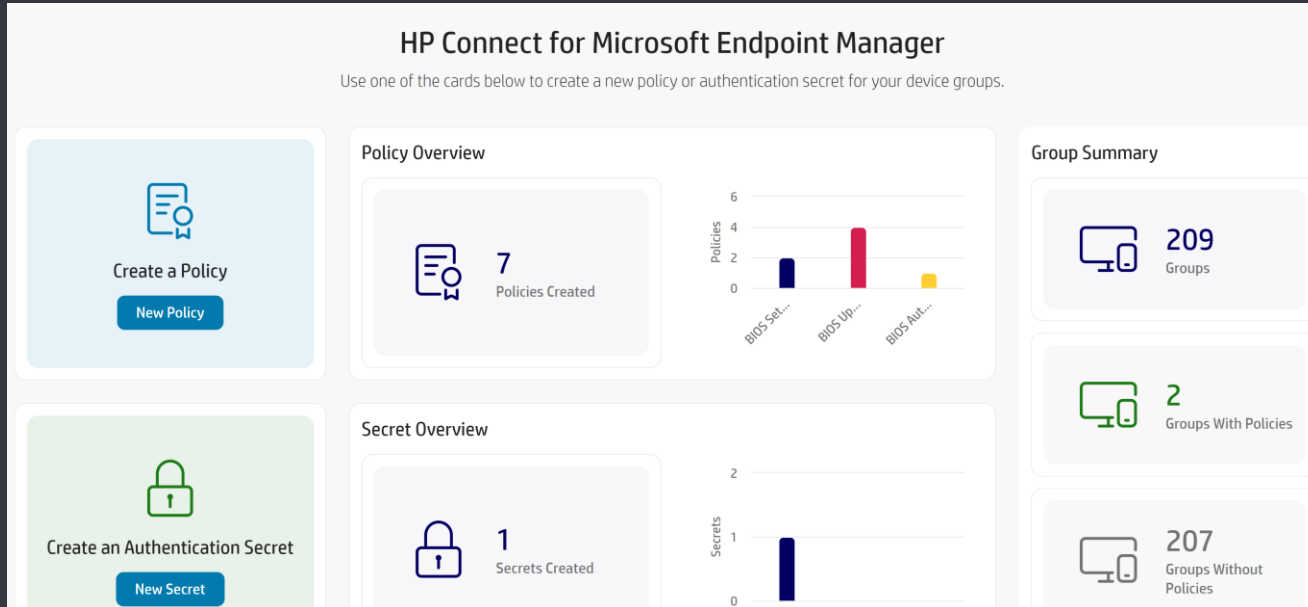 HP Connect for Microsoft Endpoint Manager
Use one of the cards below to create a new policy or authentication secret for your device groups.
Create a Policy
New Policy
Policy Overview
7
Policies Created
Policies
6
4
2
0
BIOS Set...
BIOS Up...
BIOS Aut...
Group Summary
209
Groups
2
Groups With Policies
207
Groups Without
Policies
Create an Authentication Secret
New Secret
Secret Overview
1
Secrets Created
Secrets
2
1
0